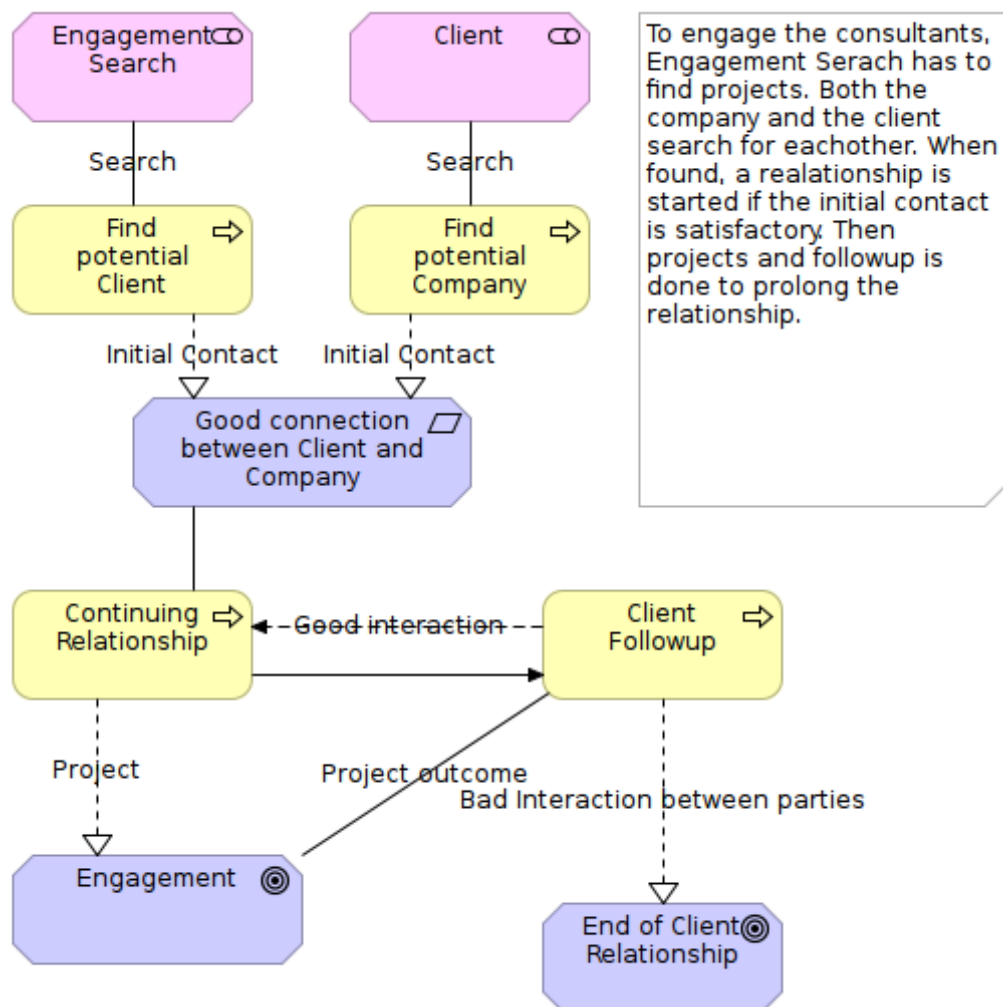 Engagement
Search
Client
To engage the consultants,
Engagement Serach has to
find projects. Both the
company and the client
search for eachother. When
found, a realationship is
started if the initial contact
is satisfactory. Then
projects and followup is
done to prolong the
relationship.
Search
Search
Find
potential
Client
Find
potential
Company
Initial Contact
Initial Contact
Good connection
between Client and
Company
Continuing
Relationship
Good interaction
Client
Followup
Project
Project outcome
Bad Interaction between parties
Engagement
End of Client
Relationship